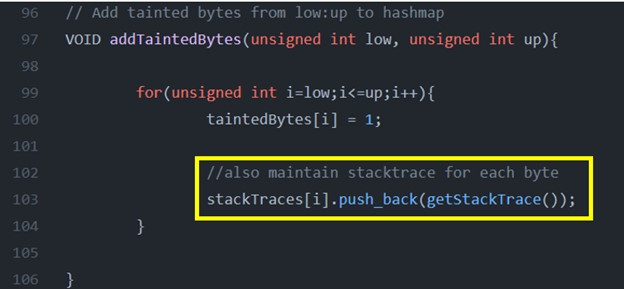 96 // Add tainted bytes from low:up to hashmap
97 VOID addTaintedBytes(unsigned int low, unsigned int up){
98
99 for(unsigned int i=low;i<=up;i++){
100 taintedBytes[i] = 1;
101
102 //also maintain stacktrace for each byte
103 stackTraces[i].push_back(getStackTrace());
104 }
105
106 }